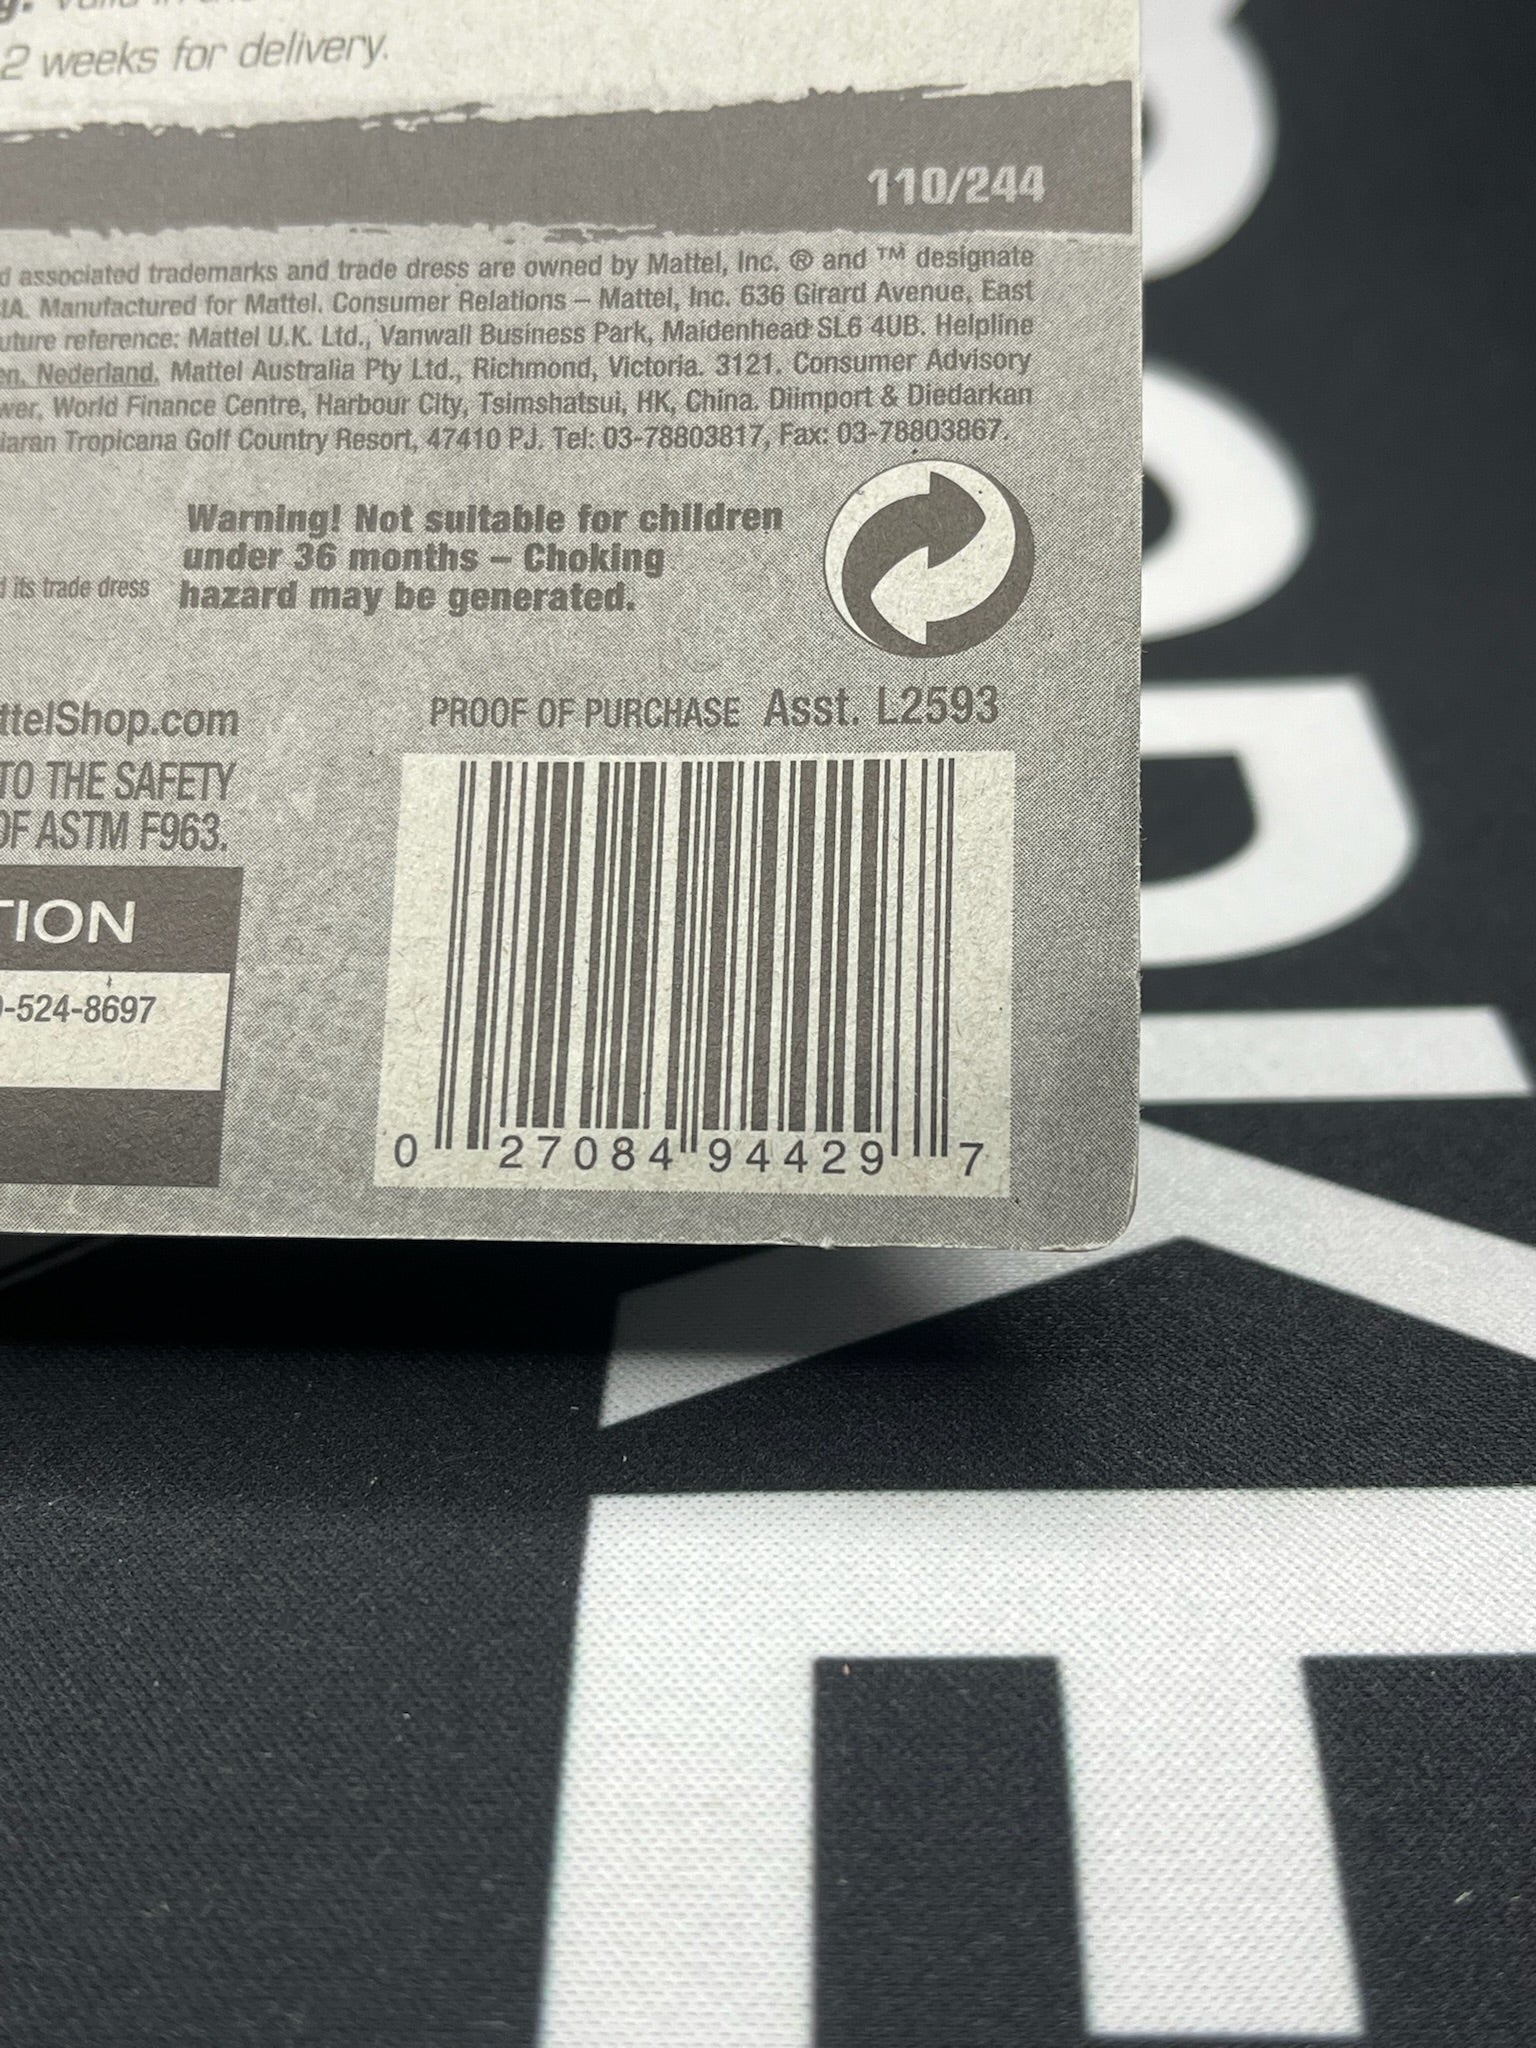 2 weeks for delivery.
110/244
associated trademarks and trade dress are owned by Mattel, Inc. ® and ™ designate
Manufactured for Mattel. Consumer Relations – Mattel, Inc. 636 Girard Avenue, East
uture reference: Mattel U.K. Ltd., Vanwall Business Park, Maidenhead SL6 4UB. Helpline
en, Nederland. Mattel Australia Pty Ltd., Richmond, Victoria. 3121. Consumer Advisory
wer, World Finance Centre, Harbour City, Tsimshatsui, HK, China. Diimport & Diedarkan
laran Tropicana Golf Country Resort, 47410 PJ. Tel: 03-78803817, Fax: 03-78803867.
Warning! Not suitable for children
under 36 months – Choking
hazard may be generated.
its trade dress
PROOF OF PURCHASE Asst. L2593
ttelShop.com
TO THE SAFETY
OF ASTM F963.
TION
-524-8697
0 27084 94429 7